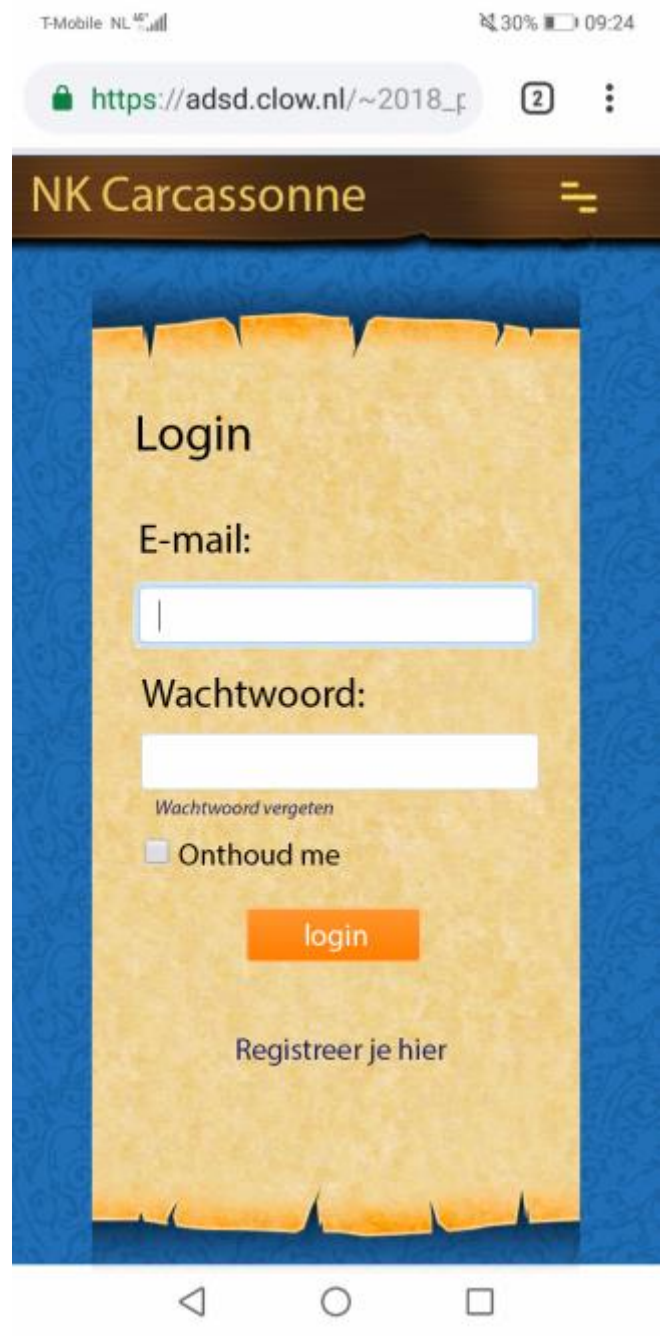 T-Mobile NL 30% 09:24
https://adsd.clow.nl/~2018_p 2
NK Carcassonne
Login
E-mail:
Wachtwoord:
Wachtwoord vergeten
Onthoud me
login
Registreer je hier